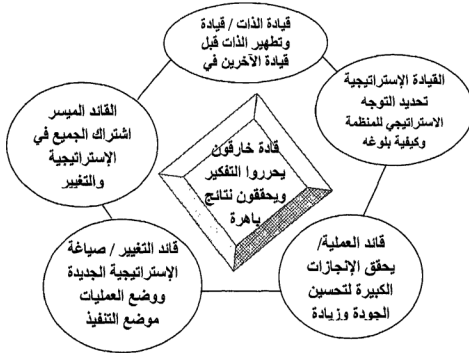 قيادة الذات / قيادة
وتطهير الذات قبل
قيادة الآخرين في
القيادة الإستراتيجية
تحديد التوجه
الاستراتيجي للمنظمة
وكيفية بلوغه
القائد الميسر
اشتراك الجميع في
الإستراتيجية
والتغيير
قادة خارقون
يحرروا التفكير
ويحققون نتائج
باهرة
قائد العملية/
يحقق الإنجازات
الكبيرة لتحسين
الجودة وزيادة
قائد التغيير / صياغة
الإستراتيجية الجديدة
ووضع العمليات
موضع التنفيذ